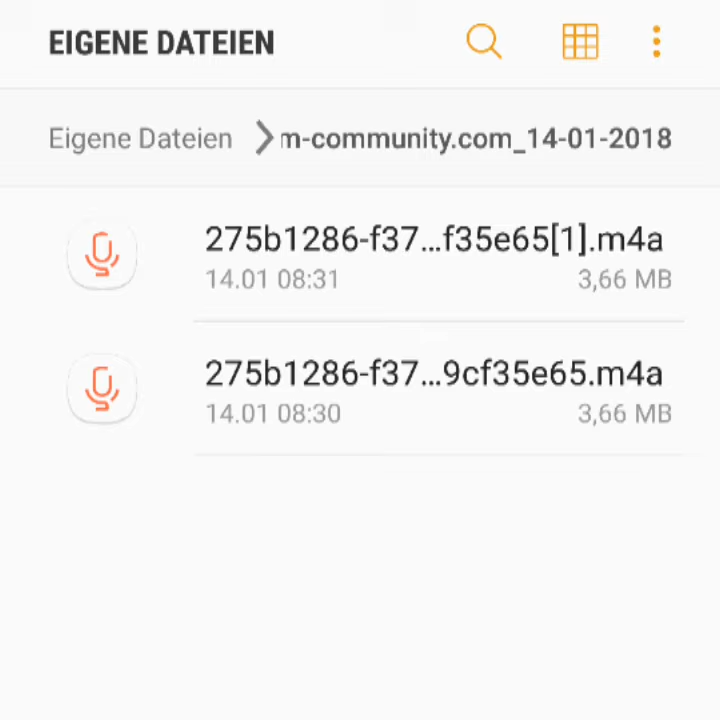 EIGENE DATEIEN
Eigene Dateien m-community.com_14-01-2018
275b1286-f37...f35e65[1].m4a
14.01 08:31 3,66 MB
275b1286-f37...9cf35e65.m4a
14.01 08:30 3,66 MB